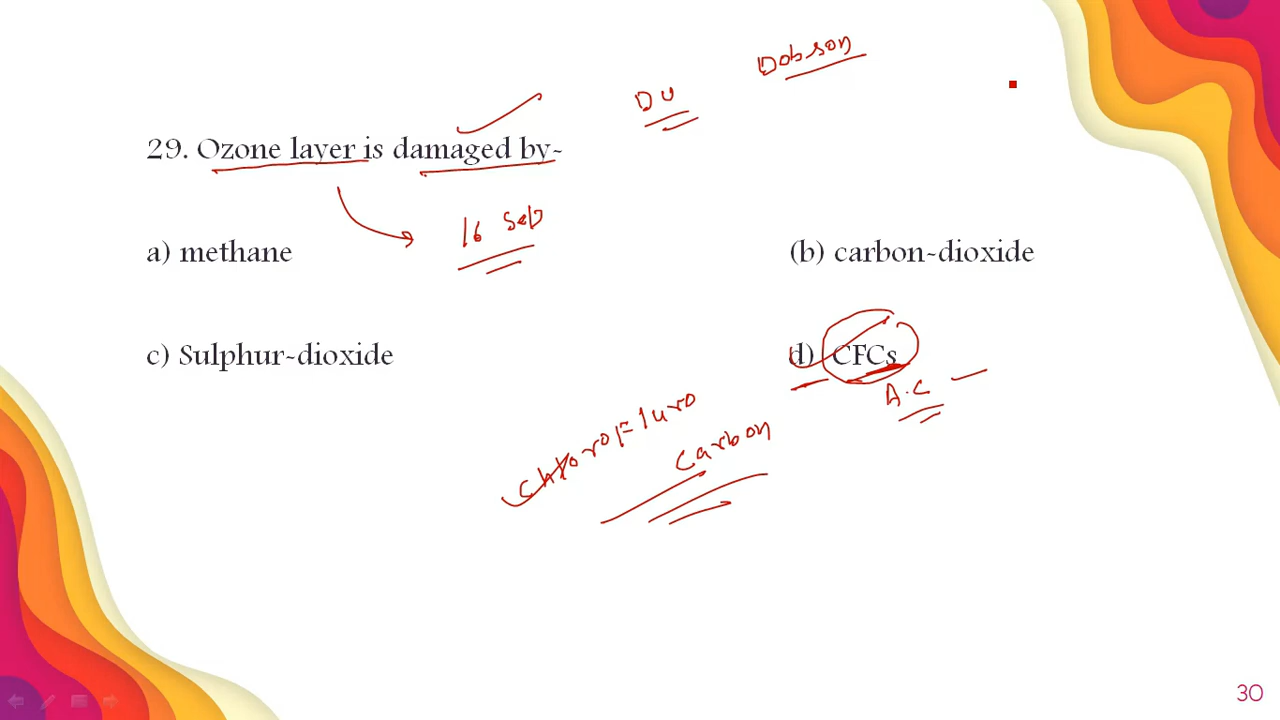 Dobson
DU
29. Ozone layer is damaged by-
16 Sep
a) methane
(b) carbon-dioxide
c) Sulphur-dioxide
d) CFCs
A.C
ChloroFluro
Carbon
30